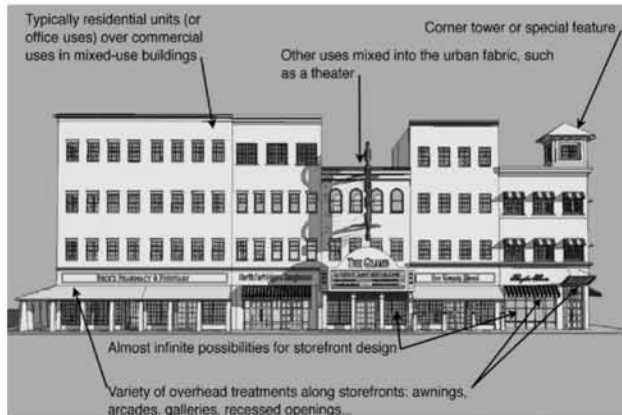 Typically residential units (or
office uses) over commercial
uses in mixed-use buildings
Other uses mixed into the urban fabric, such
as a theater
Corner tower or special feature
THE GRAND
Almost infinite possibilities for storefront design
Variety of overhead treatments along storefronts: awnings,
arcades, galleries, recessed openings...